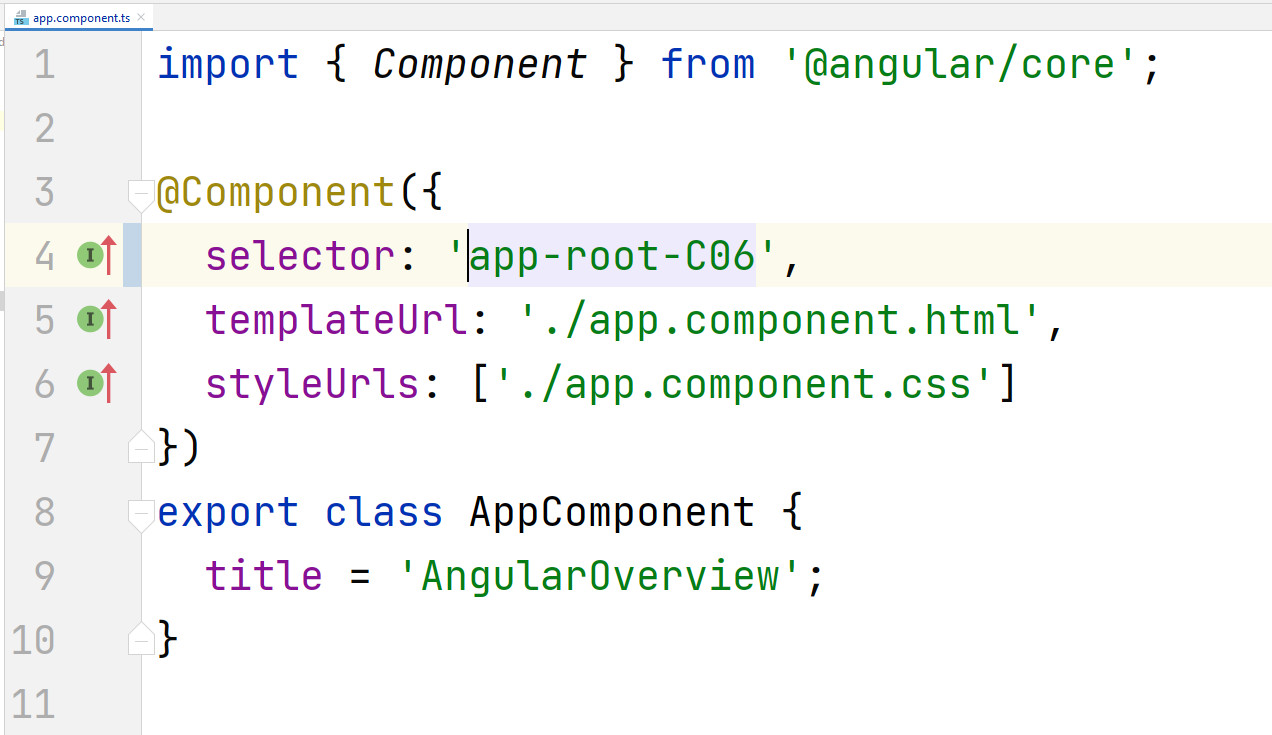 app.component.ts
1 import { Component } from '@angular/core';
2
3 @Component({
4   selector: 'app-root-C06',
5   templateUrl: './app.component.html',
6   styleUrls: ['./app.component.css']
7 })
8 export class AppComponent {
9   title = 'AngularOverview';
10 }
11